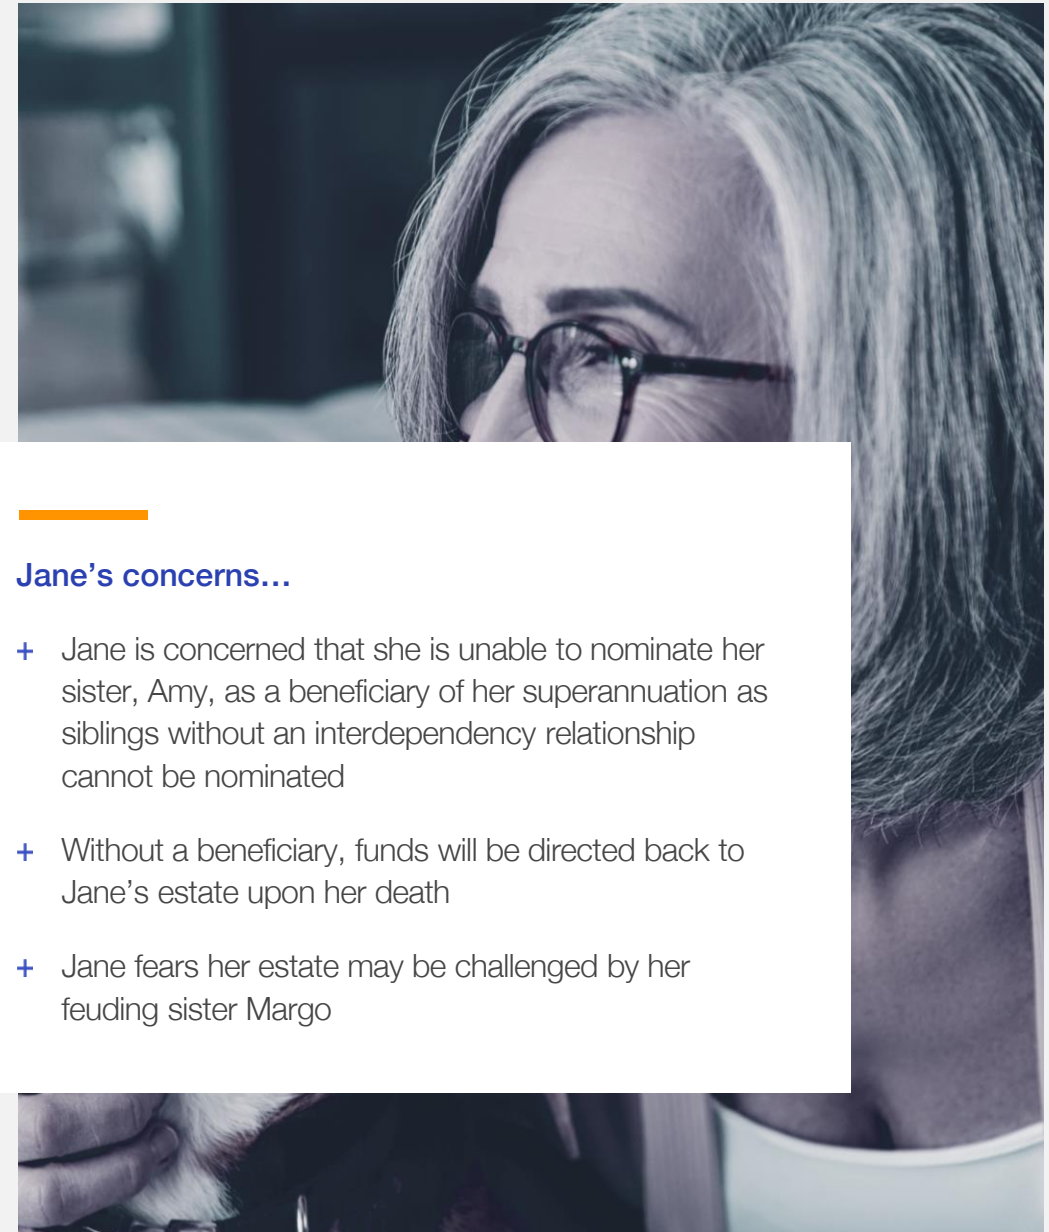 Jane’s concerns…
+ Jane is concerned that she is unable to nominate her
sister, Amy, as a beneficiary of her superannuation as
siblings without an interdependency relationship
cannot be nominated
+ Without a beneficiary, funds will be directed back to
Jane’s estate upon her death
+ Jane fears her estate may be challenged by her
feuding sister Margo